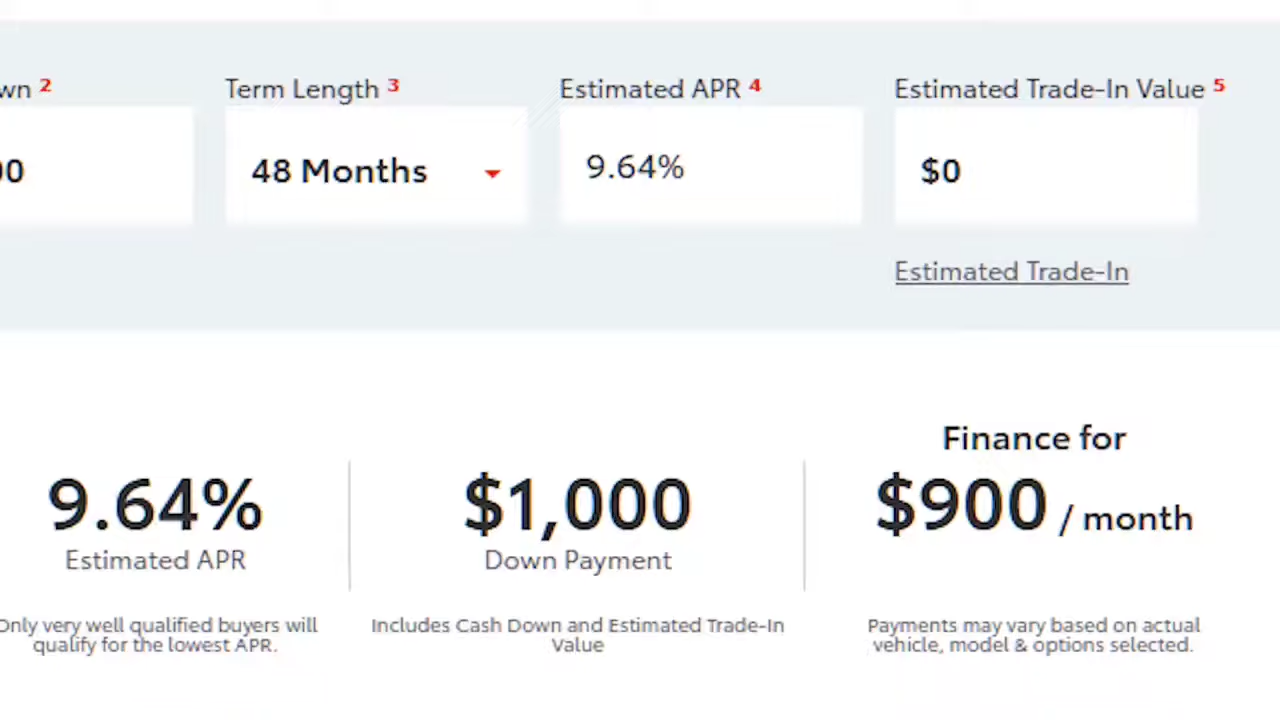 wn 2
Term Length 3
Estimated APR 4
Estimated Trade-In Value 5
00
48 Months
9.64%
$0
Estimated Trade-In
9.64%
Estimated APR
Only very well qualified buyers will
qualify for the lowest APR.
$1,000
Down Payment
Includes Cash Down and Estimated Trade-In
Value
Finance for
$900 / month
Payments may vary based on actual
vehicle, model & options selected.